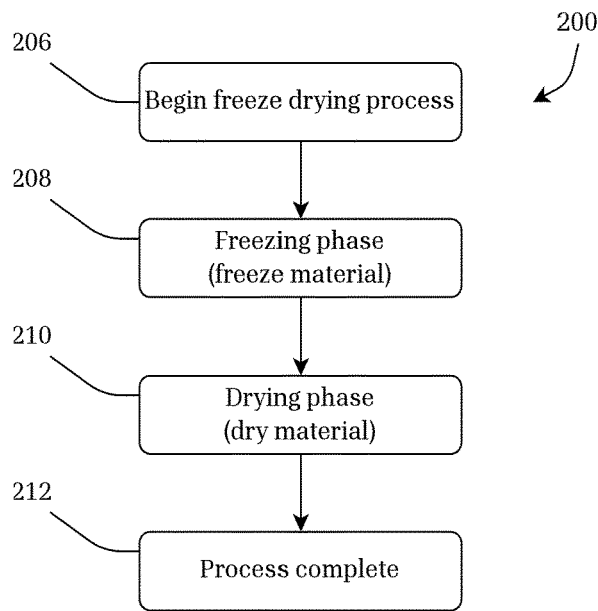 200
206
Begin freeze drying process
208
Freezing phase
(freeze material)
210
Drying phase
(dry material)
212
Process complete